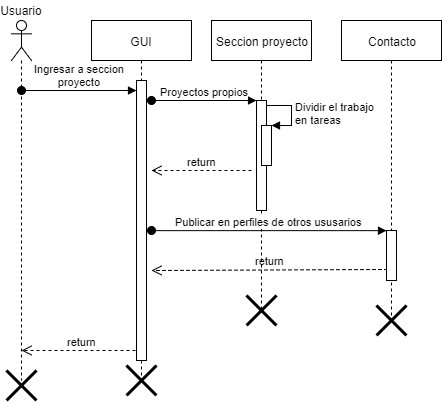 Usuario
GUI
Seccion proyecto
Contacto
Ingresar a seccion
proyecto
Proyectos propios
Dividir el trabajo
en tareas
return
Publicar en perfiles de otros ususarios
return
return